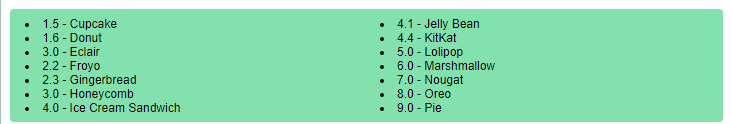 1.5 - Cupcake
1.6 - Donut
3.0 - Eclair
2.2 - Froyo
2.3 - Gingerbread
3.0 - Honeycomb
4.0 - Ice Cream Sandwich
4.1 - Jelly Bean
4.4 - KitKat
5.0 - Lolipop
6.0 - Marshmallow
7.0 - Nougat
8.0 - Oreo
9.0 - Pie